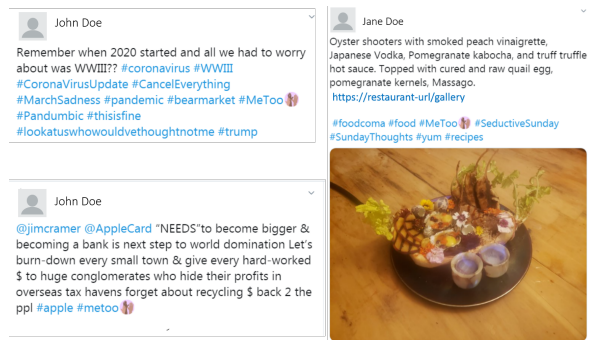 John Doe
Remember when 2020 started and all we had to worry
about was WWIII?? #coronavirus #WWIII
#CoronaVirusUpdate #CancelEverything
#MarchSadness #pandemic #bearmarket #MeToo
#Pandumbic #thisisfine
#lookatuswhowouldvethoughtnotme #trump
John Doe
@jimcramer @AppleCard “NEEDS”to become bigger &
becoming a bank is next step to world domination Let's
burn-down every small town & give every hard-worked
$ to huge conglomerates who hide their profits in
overseas tax havens forget about recycling $ back 2 the
ppl #apple #metoo
Jane Doe
Oyster shooters with smoked peach vinaigrette,
Japanese Vodka, Pomegranate kabocha, and truff truffle
hot sauce. Topped with cured and raw quail egg,
pomegranate kernels, Massago.
https://restaurant-url/gallery
#foodcoma #food #MeToo #SeductiveSunday
#SundayThoughts #yum #recipes